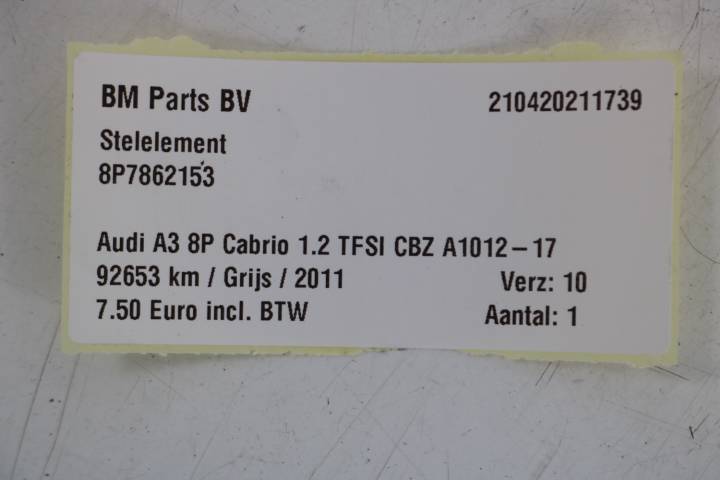 BM Parts BV 210420211739
Stelelement
8P7862153
Audi A3 8P Cabrio 1.2 TFSI CBZ A1012-17
92653 km / Grijs / 2011 Verz: 10
7.50 Euro incl. BTW Aantal: 1